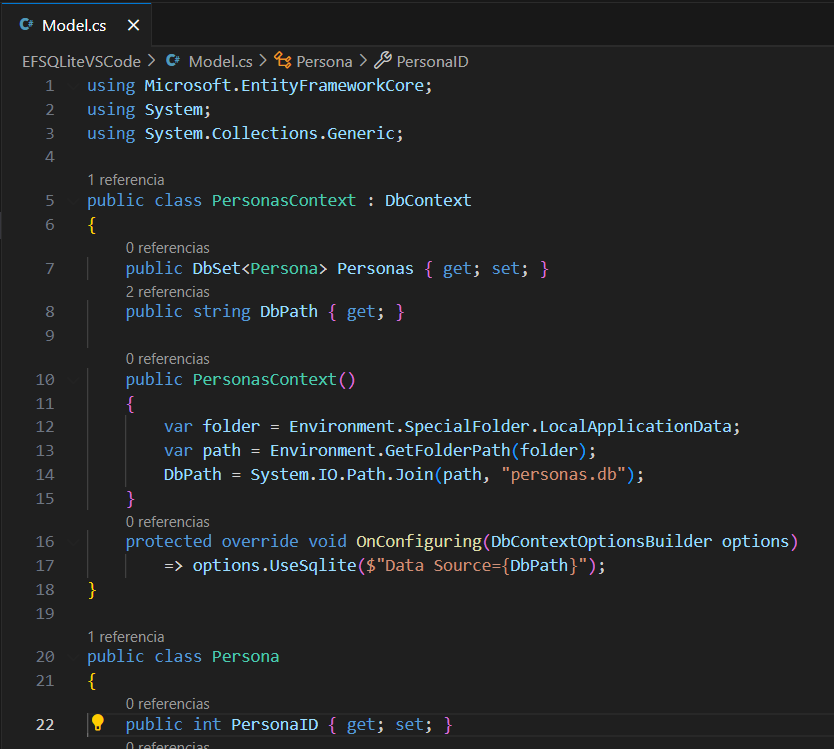 Model.cs
EFSQLiteVSCode > Model.cs > Persona > PersonaID
1 using Microsoft.EntityFrameworkCore;
2 using System;
3 using System.Collections.Generic;
4
1 referencia
5 public class PersonasContext : DbContext
6 {
0 referencias
7 public DbSet<Persona> Personas { get; set; }
2 referencias
8 public string DbPath { get; }
9
0 referencias
10 public PersonasContext()
11 {
12 var folder = Environment.SpecialFolder.LocalApplicationData;
13 var path = Environment.GetFolderPath(folder);
14 DbPath = System.IO.Path.Join(path, "personas.db");
15 }
0 referencias
16 protected override void OnConfiguring(DbContextOptionsBuilder options)
17 => options.UseSqlite($"Data Source={DbPath}");
18 }
19
1 referencia
20 public class Persona
21 {
0 referencias
22 public int PersonaID { get; set; }
0 referencias